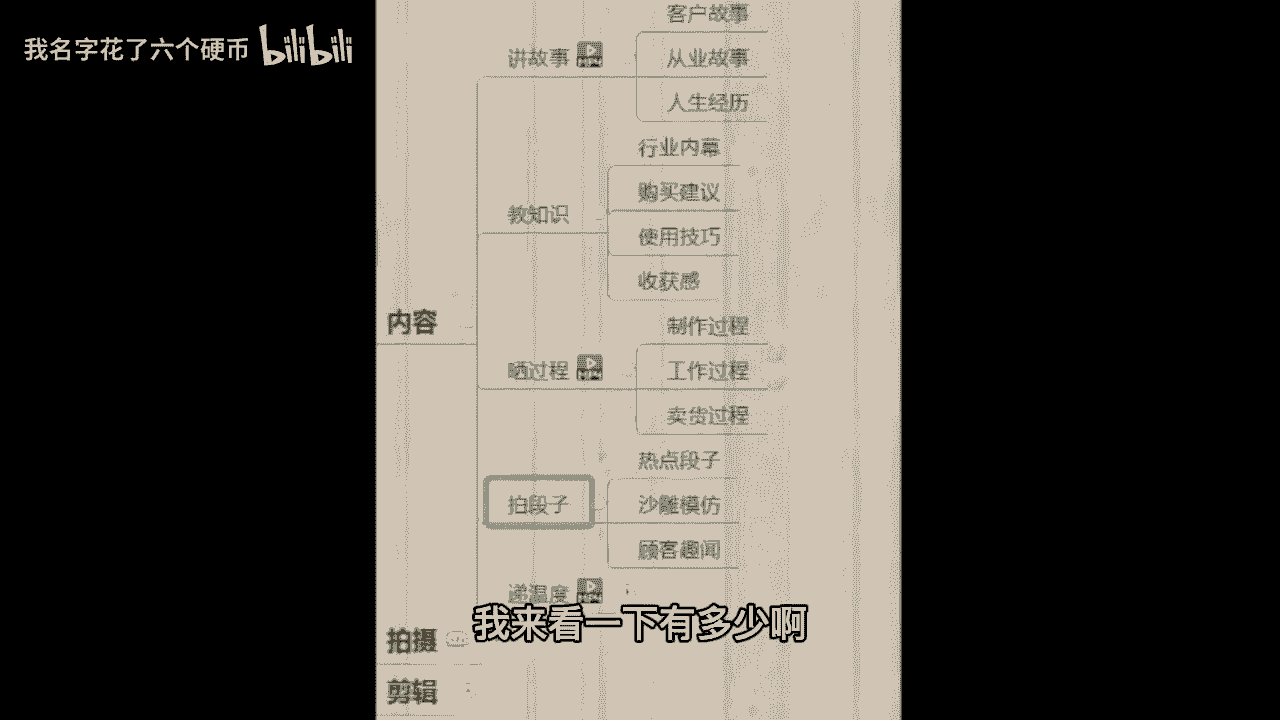 我名字花了六个硬币 bilibili
客户故事
讲故事
从业故事
人生经历
行业内幕
购买建议
教知识
使用技巧
收获感
内容
制作过程
晒过程
工作过程
卖货过程
热点段子
拍段子
沙雕模仿
顾客趣闻
递温度
我来看一下有多少啊
拍摄
剪辑